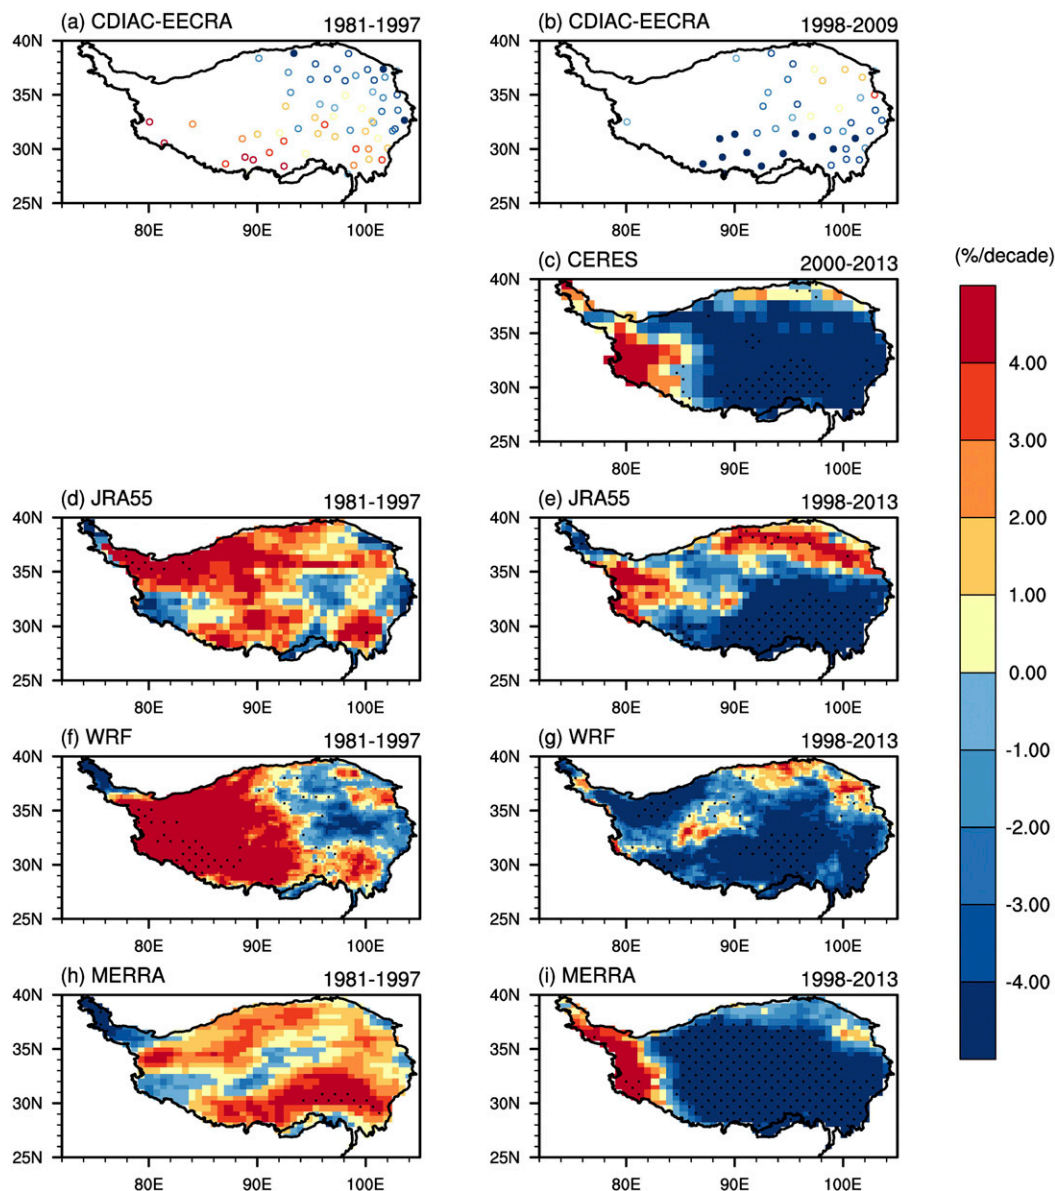 (a) CDIAC-EECRA 1981-1997 (b) CDIAC-EECRA 1998-2009
40N 40N
35N 35N
30N 30N
25N 25N
80E 90E 100E 80E 90E 100E
(c) CERES 2000-2013
40N
35N
30N
25N
80E 90E 100E
(d) JRA55 1981-1997 (e) JRA55 1998-2013
40N 40N
35N 35N
30N 30N
25N 25N
80E 90E 100E 80E 90E 100E
(f) WRF 1981-1997 (g) WRF 1998-2013
40N 40N
35N 35N
30N 30N
25N 25N
80E 90E 100E 80E 90E 100E
(h) MERRA 1981-1997 (i) MERRA 1998-2013
40N 40N
35N 35N
30N 30N
25N 25N
80E 90E 100E 80E 90E 100E
(%/decade)
4.00
3.00
2.00
1.00
0.00
-1.00
-2.00
-3.00
-4.00